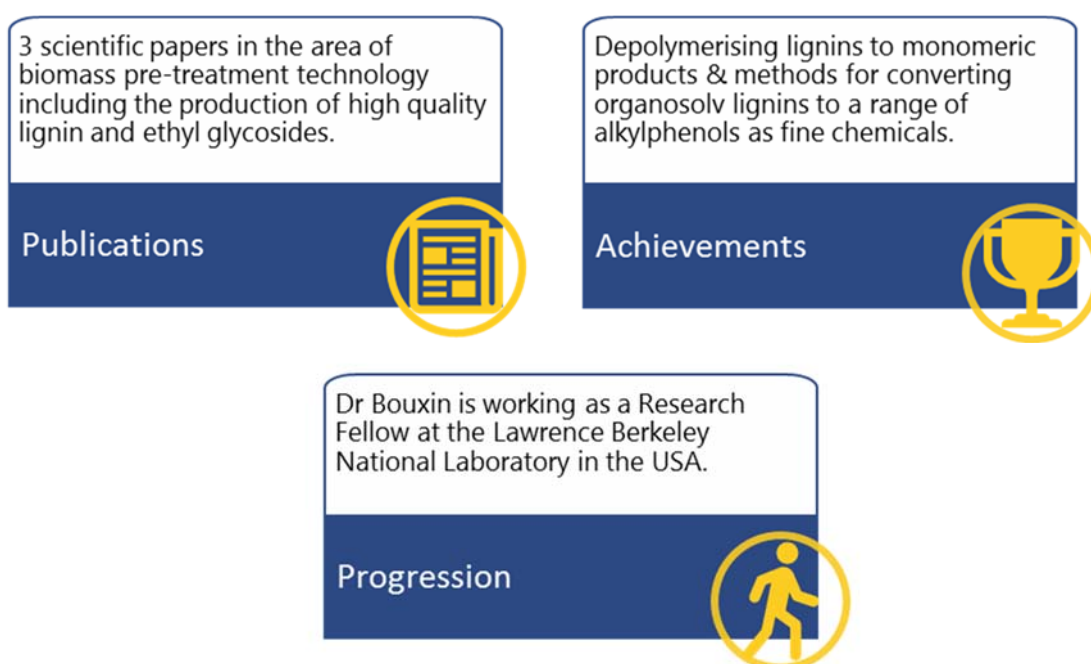 3 scientific papers in the area of
biomass pre-treatment technology
including the production of high quality
lignin and ethyl glycosides.
Publications
Depolymerising lignins to monomeric
products & methods for converting
organosolv lignins to a range of
alkylphenols as fine chemicals.
Achievements
Dr Bouxin is working as a Research
Fellow at the Lawrence Berkeley
National Laboratory in the USA.
Progression